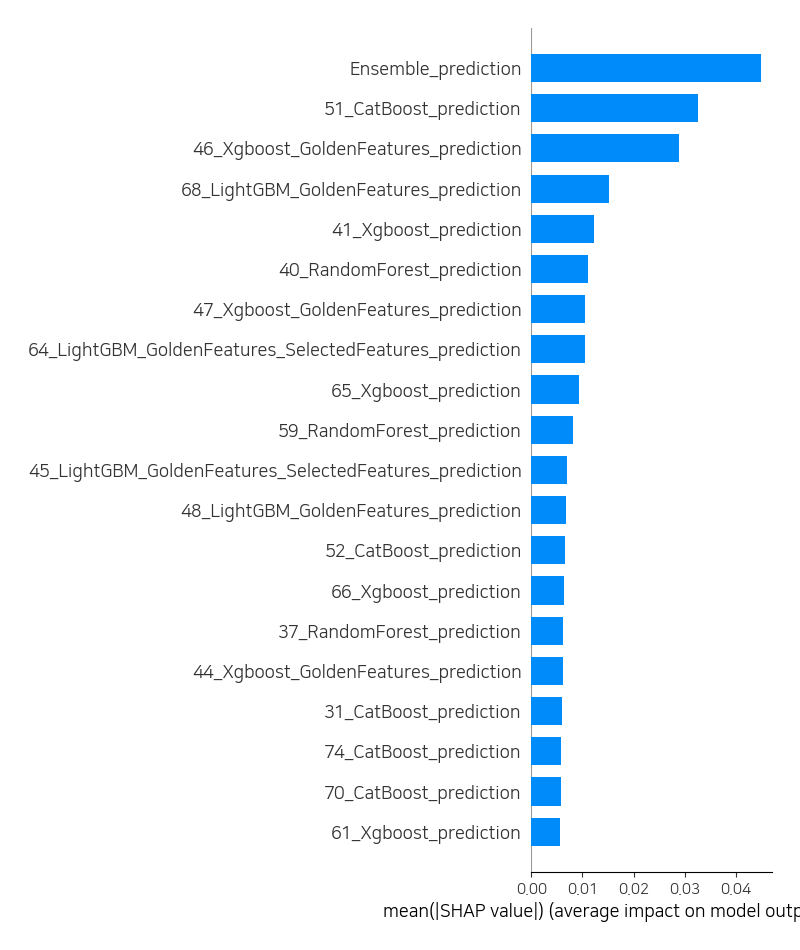 Ensemble_prediction
51_CatBoost_prediction
46_Xgboost_GoldenFeatures_prediction
68_LightGBM_GoldenFeatures_prediction
41_Xgboost_prediction
40_RandomForest_prediction
47_Xgboost_GoldenFeatures_prediction
64_LightGBM_GoldenFeatures_SelectedFeatures_prediction
65_Xgboost_prediction
59_RandomForest_prediction
45_LightGBM_GoldenFeatures_SelectedFeatures_prediction
48_LightGBM_GoldenFeatures_prediction
52_CatBoost_prediction
66_Xgboost_prediction
37_RandomForest_prediction
44_Xgboost_GoldenFeatures_prediction
31_CatBoost_prediction
74_CatBoost_prediction
70_CatBoost_prediction
61_Xgboost_prediction
0.00 0.01 0.02 0.03 0.04
mean(|SHAP value|) (average impact on model outp